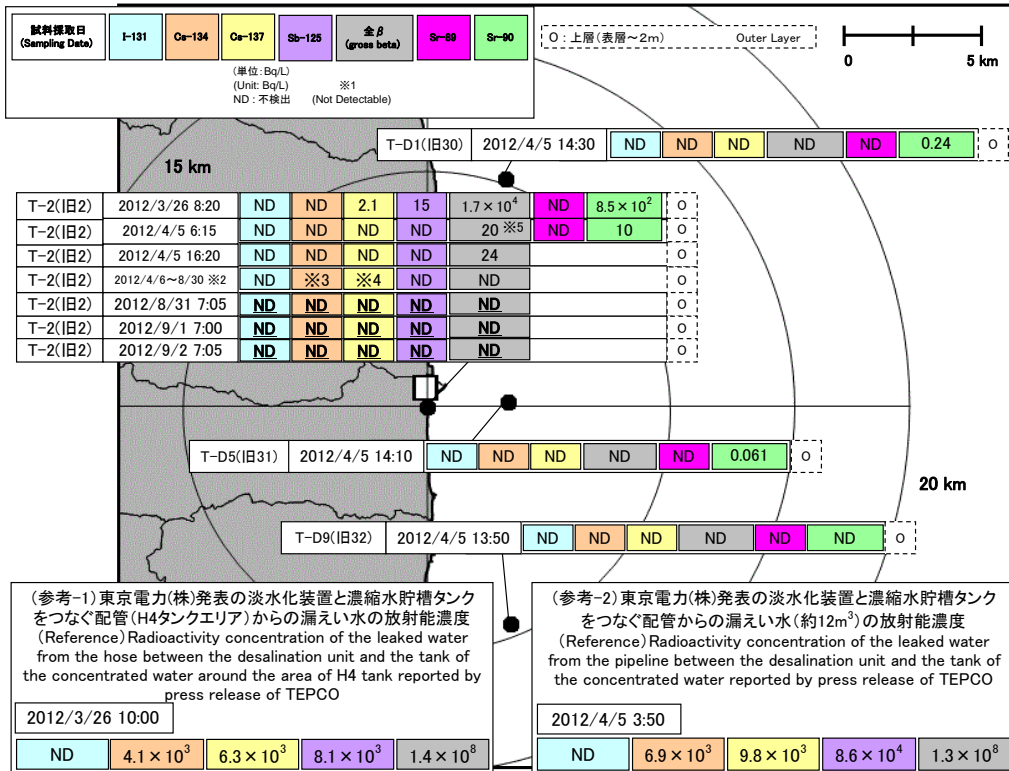 試料採取日 I-131 Cs-134 Cs-137 Sb-125 全β Sr-89 Sr-90
(Sampling Date) (gross beta)
(単位:Bq/L)
(Unit: Bq/L) ※1
ND:不検出 (Not Detectable)
O:上層(表層~2m) Outer Layer
0 5 km
T-D1(旧30) 2012/4/5 14:30 ND ND ND ND ND 0.24 O
15 km
T-2(旧2) 2012/3/26 8:20 ND ND 2.1 15 1.7×10⁴ ND 8.5×10² O
T-2(旧2) 2012/4/5 6:15 ND ND ND ND 20 ※5 ND 10 O
T-2(旧2) 2012/4/5 16:20 ND ND ND ND 24 O
T-2(旧2) 2012/4/6~8/30 ※2 ND ※3 ※4 ND ND O
T-2(旧2) 2012/8/31 7:05 ND ND ND ND ND O
T-2(旧2) 2012/9/1 7:00 ND ND ND ND ND O
T-2(旧2) 2012/9/2 7:05 ND ND ND ND ND O
T-D5(旧31) 2012/4/5 14:10 ND ND ND ND ND 0.061 O
20 km
T-D9(旧32) 2012/4/5 13:50 ND ND ND ND ND ND O
(参考-1)東京電力(株)発表の淡水化装置と濃縮水貯槽タンク
をつなぐ配管(H4タンクエリア)からの漏えい水の放射能濃度
(Reference)Radioactivity concentration of the leaked water
from the hose between the desalination unit and the tank of
the concentrated water around the area of H4 tank reported by
press release of TEPCO
2012/3/26 10:00
ND 4.1×10³ 6.3×10³ 8.1×10³ 1.4×10⁸
(参考-2)東京電力(株)発表の淡水化装置と濃縮水貯槽タンク
をつなぐ配管からの漏えい水(約12m³)の放射能濃度
(Reference)Radioactivity concentration of the leaked water
from the pipeline between the desalination unit and the tank of
the concentrated water reported by press release of TEPCO
2012/4/5 3:50
ND 6.9×10³ 9.8×10³ 8.6×10⁴ 1.3×10⁸